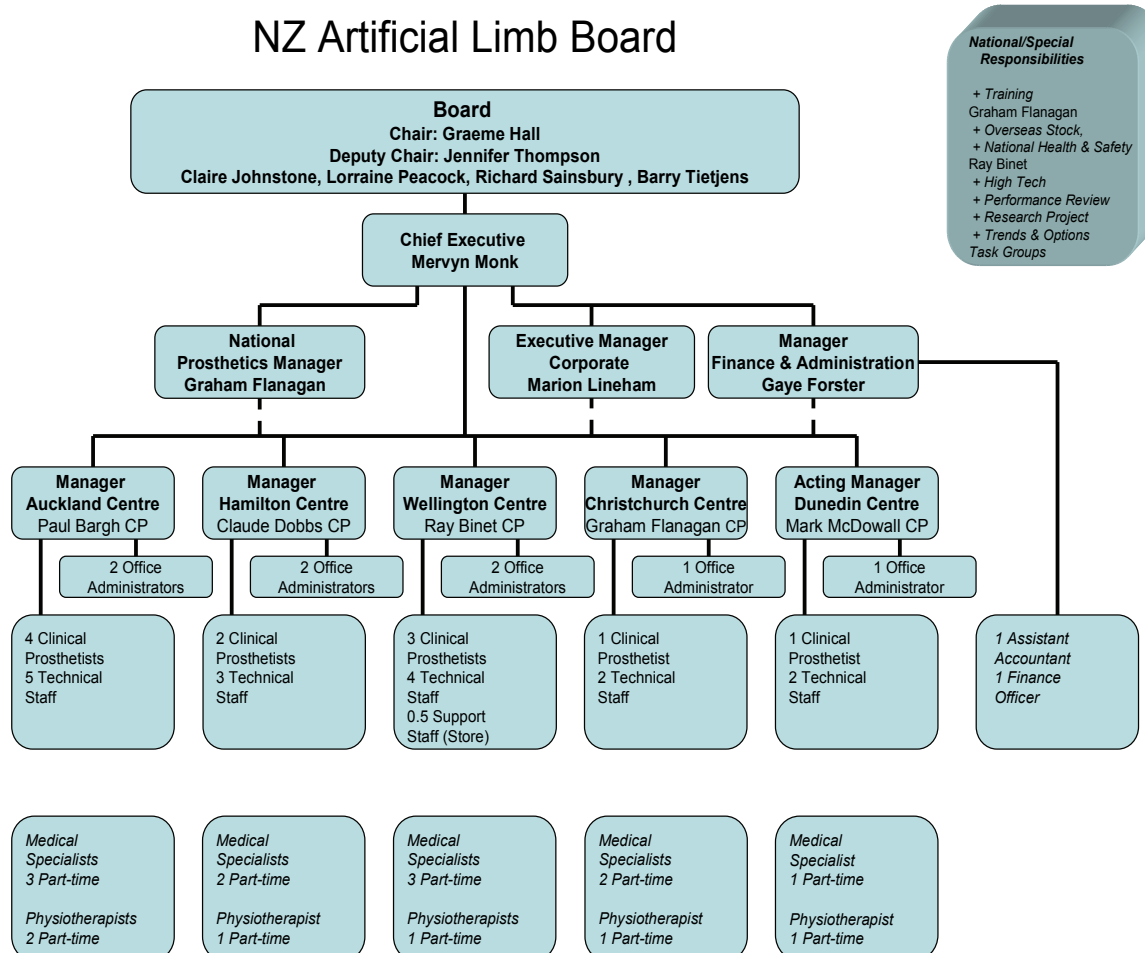 NZ Artificial Limb Board
National/Special
Responsibilities
+ Training
Graham Flanagan
+ Overseas Stock,
+ National Health & Safety
Ray Binet
+ High Tech
+ Performance Review
+ Research Project
+ Trends & Options
Task Groups
Board
Chair: Graeme Hall
Deputy Chair: Jennifer Thompson
Claire Johnstone, Lorraine Peacock, Richard Sainsbury , Barry Tietjens
Chief Executive
Mervyn Monk
National
Prosthetics Manager
Graham Flanagan
Executive Manager
Corporate
Marion Lineham
Manager
Finance & Administration
Gaye Forster
Manager
Auckland Centre
Paul Bargh CP
Manager
Hamilton Centre
Claude Dobbs CP
Manager
Wellington Centre
Ray Binet CP
Manager
Christchurch Centre
Graham Flanagan CP
Acting Manager
Dunedin Centre
Mark McDowall CP
2 Office
Administrators
2 Office
Administrators
2 Office
Administrators
1 Office
Administrator
1 Office
Administrator
4 Clinical
Prosthetists
5 Technical
Staff
2 Clinical
Prosthetists
3 Technical
Staff
3 Clinical
Prosthetists
4 Technical
Staff
0.5 Support
Staff (Store)
1 Clinical
Prosthetist
2 Technical
Staff
1 Clinical
Prosthetist
2 Technical
Staff
1 Assistant
Accountant
1 Finance
Officer
Medical
Specialists
3 Part-time
Physiotherapists
2 Part-time
Medical
Specialists
2 Part-time
Physiotherapist
1 Part-time
Medical
Specialists
3 Part-time
Physiotherapists
1 Part-time
Medical
Specialists
2 Part-time
Physiotherapist
1 Part-time
Medical
Specialist
1 Part-time
Physiotherapist
1 Part-time